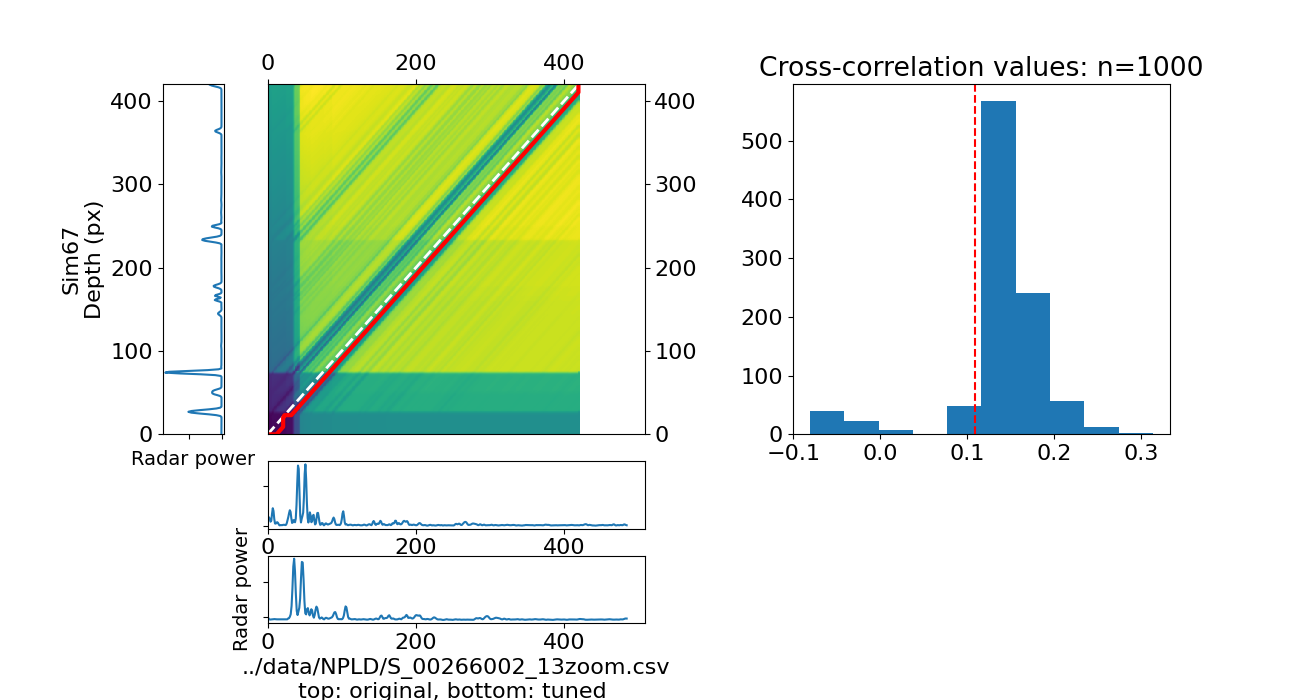 0 200 400
Cross-correlation values: n=1000
400
300
200
100
0
Sim67
Depth (px)
Radar power
400
300
200
100
0
500
400
300
200
100
0
−0.1 0.0 0.1 0.2 0.3
0 200 400
Radar power
0 200 400
../data/NPLD/S_00266002_13zoom.csv
top: original, bottom: tuned